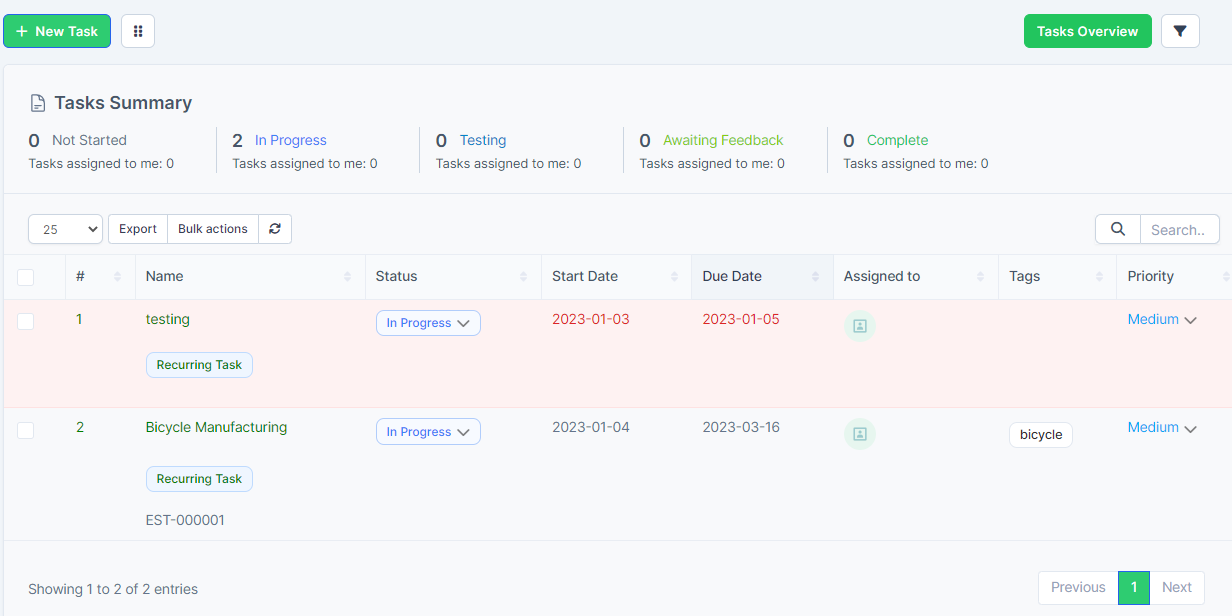 + New Task
Tasks Overview
Tasks Summary
0 Not Started
Tasks assigned to me: 0
2 In Progress
Tasks assigned to me: 0
0 Testing
Tasks assigned to me: 0
0 Awaiting Feedback
Tasks assigned to me: 0
0 Complete
Tasks assigned to me: 0
25 Export Bulk actions Search..
# Name Status Start Date Due Date Assigned to Tags Priority
1 testing In Progress 2023-01-03 2023-01-05 Medium
Recurring Task
2 Bicycle Manufacturing In Progress 2023-01-04 2023-03-16 bicycle Medium
Recurring Task
EST-000001
Showing 1 to 2 of 2 entries Previous 1 Next